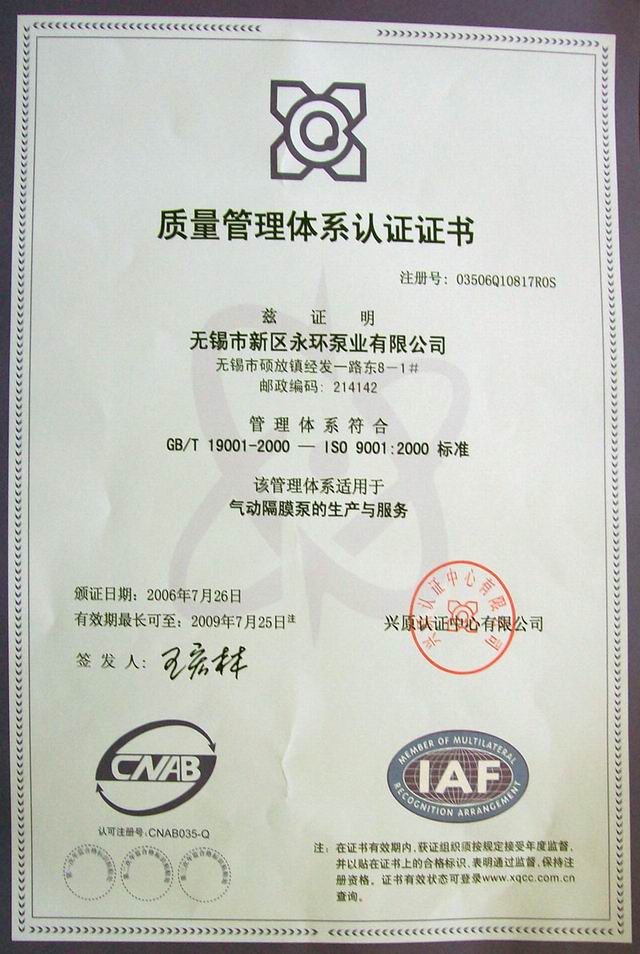 质量管理体系认证证书
注册号: 03506Q10817R0S
兹证明
无锡市新区永环泵业有限公司
无锡市硕放镇经发一路东8-1#
邮政编码: 214142
管理体系符合
GB/T 19001-2000 — ISO 9001:2000 标准
该管理体系适用于
气动隔膜泵的生产与服务
颁证日期: 2006年7月26日
有效期最长可至: 2009年7月25日注
兴原认证中心有限公司
兴原认证中心有限公司
签发人:
CNAB
MEMBER OF MULTILATERAL
IAF
RECOGNITION ARRANGEMENT
认可注册号:CNAB035-Q
注: 在证书有效期内,获证组织须按规定接受年度监督,
并以贴在证书上的合格标识,表明通过监督,保持注
册资格。证书有效状态可登录www.xqcc.com.cn
查询。